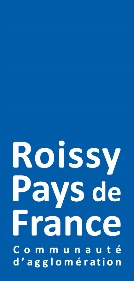 Roissy
Pays de
France
Communauté
d'agglomération